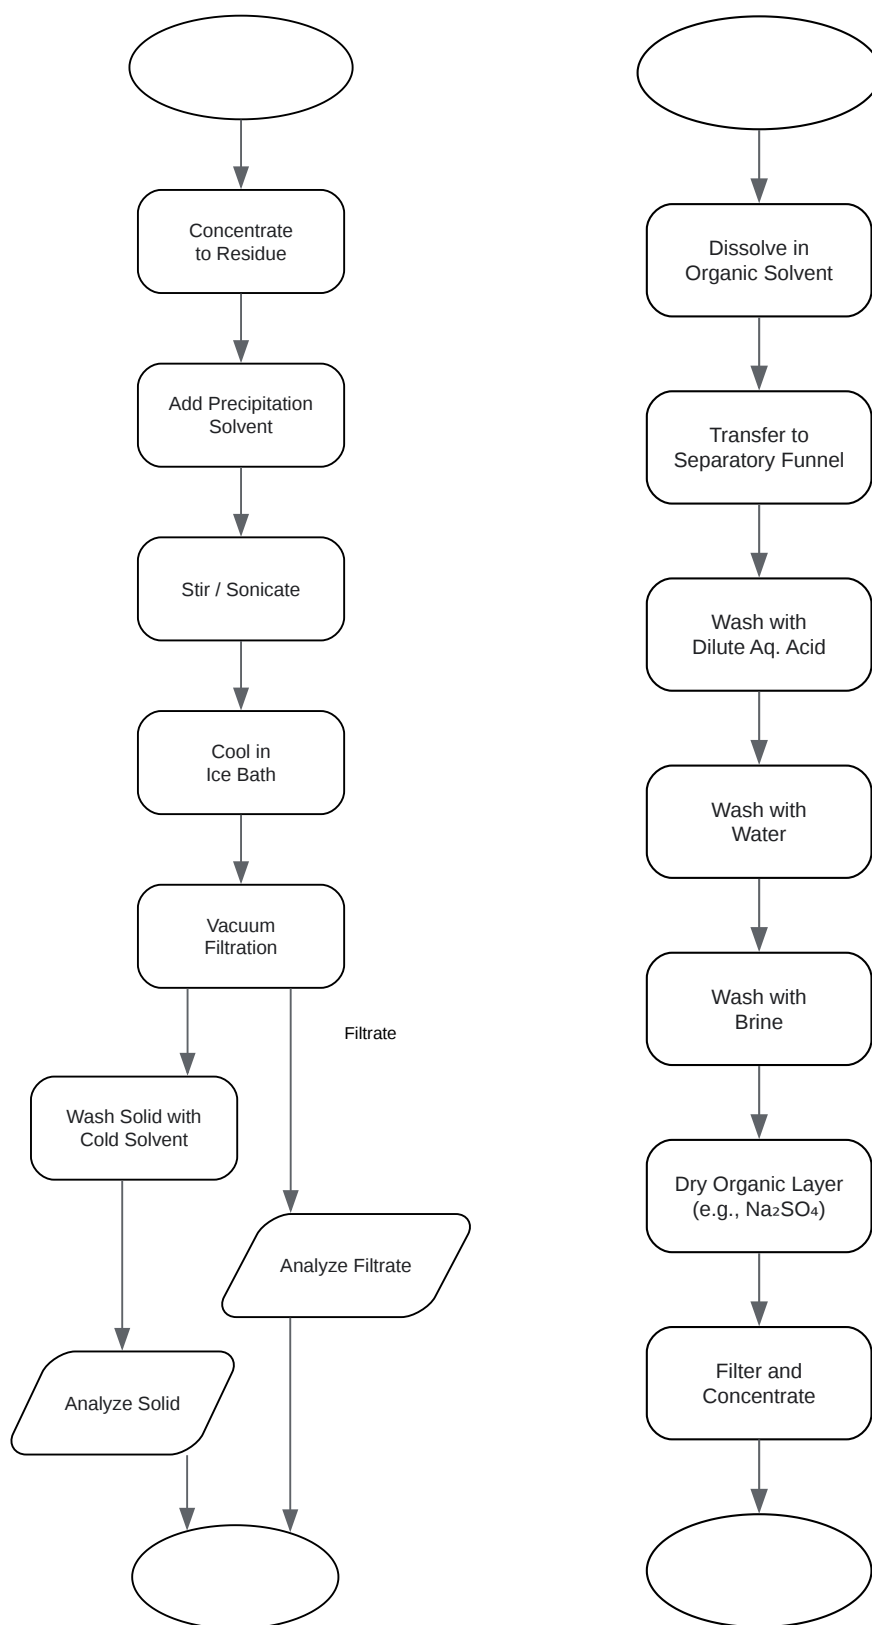 Concentrate
to Residue
Add Precipitation
Solvent
Stir / Sonicate
Cool in
Ice Bath
Vacuum
Filtration
Filtrate
Wash Solid with
Cold Solvent
Analyze Filtrate
Analyze Solid
Dissolve in
Organic Solvent
Transfer to
Separatory Funnel
Wash with
Dilute Aq. Acid
Wash with
Water
Wash with
Brine
Dry Organic Layer
(e.g., Na₂SO₄)
Filter and
Concentrate